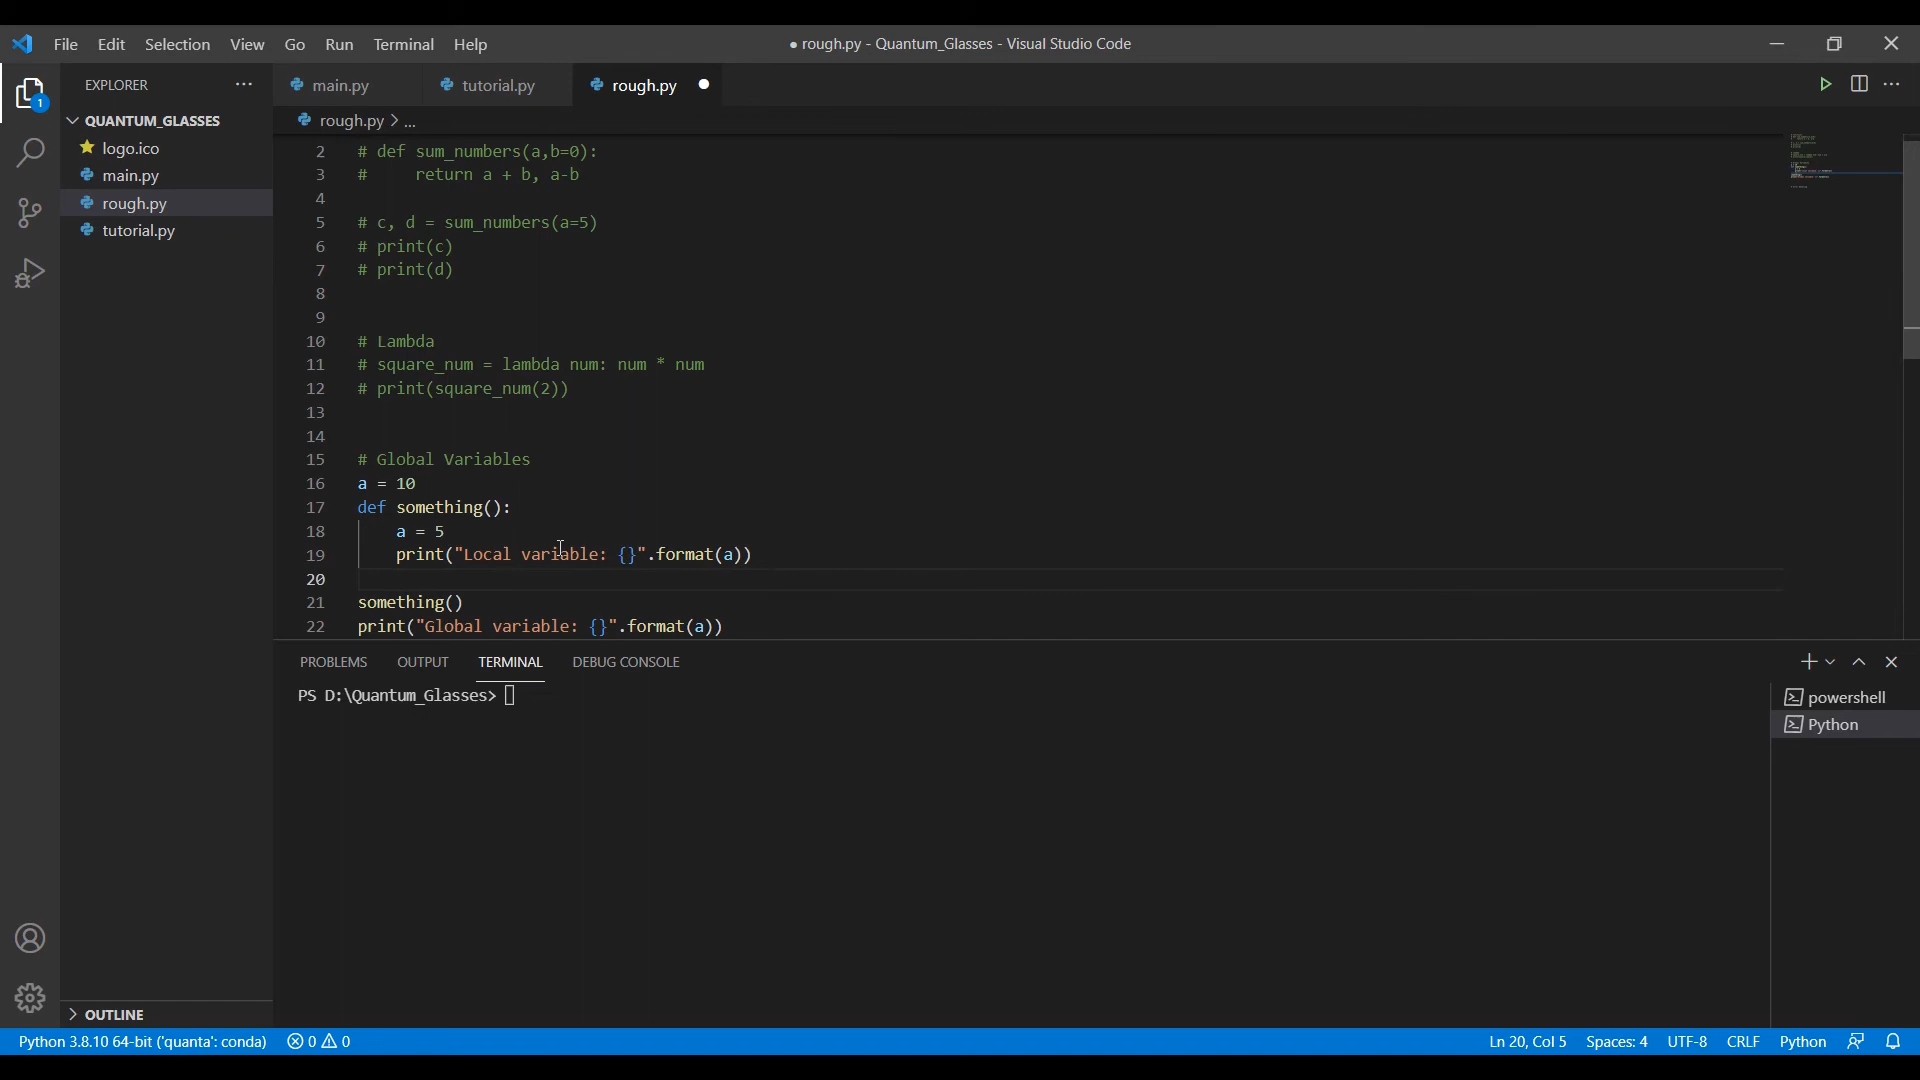 File Edit Selection View Go Run Terminal Help
● rough.py - Quantum_Glasses - Visual Studio Code
EXPLORER
main.py
tutorial.py
rough.py ●
QUANTUM_GLASSES
rough.py > ...
logo.ico
main.py
rough.py
tutorial.py
2 # def sum_numbers(a,b=0):
3 #     return a + b, a-b
4
5 # c, d = sum_numbers(a=5)
6 # print(c)
7 # print(d)
8
9
10 # Lambda
11 # square_num = lambda num: num * num
12 # print(square_num(2))
13
14
15 # Global Variables
16 a = 10
17 def something():
18     a = 5
19     print("Local variable: {}".format(a))
20
21 something()
22 print("Global variable: {}".format(a))
PROBLEMS OUTPUT TERMINAL DEBUG CONSOLE
PS D:\Quantum_Glasses>
powershell
Python
1
OUTLINE
Python 3.8.10 64-bit ('quanta': conda) 0 0 Ln 20, Col 5 Spaces: 4 UTF-8 CRLF Python